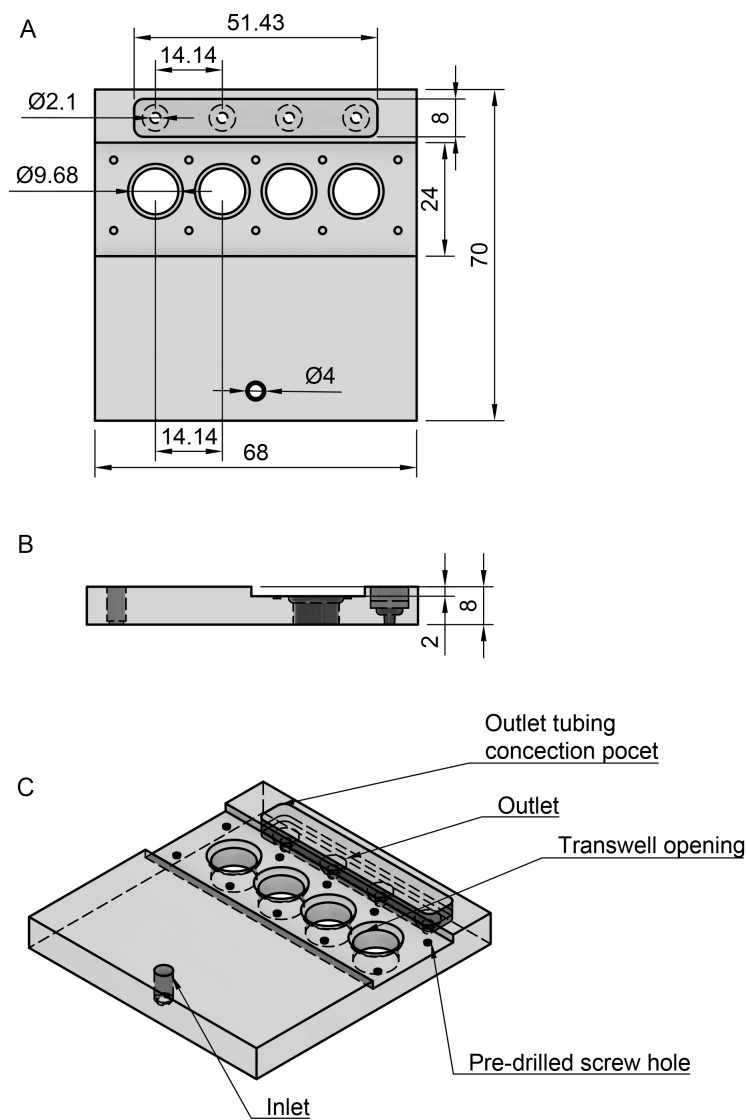 A
51.43
14.14
Ø2.1
8
Ø9.68
24
70
Ø4
14.14
68
B
8
2
Outlet tubing
concection pocet
C
Outlet
Transwell opening
Pre-drilled screw hole
Inlet